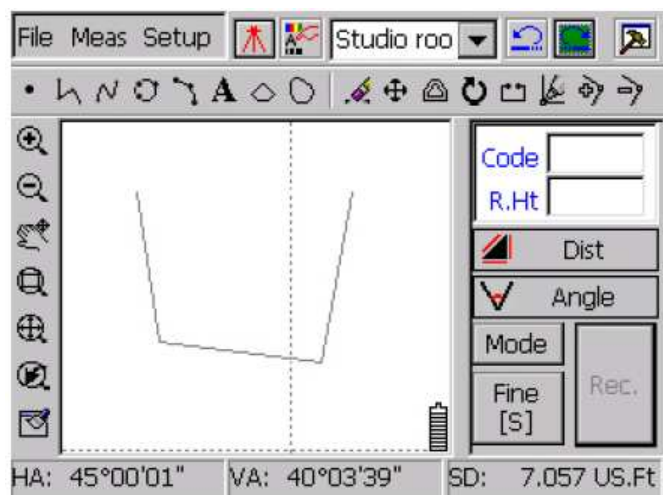 File Meas Setup Studio roo
A
Code
R.Ht
Dist
Angle
Mode
Fine
[S]
Rec.
HA: 45°00'01" VA: 40°03'39" SD: 7.057 US.Ft